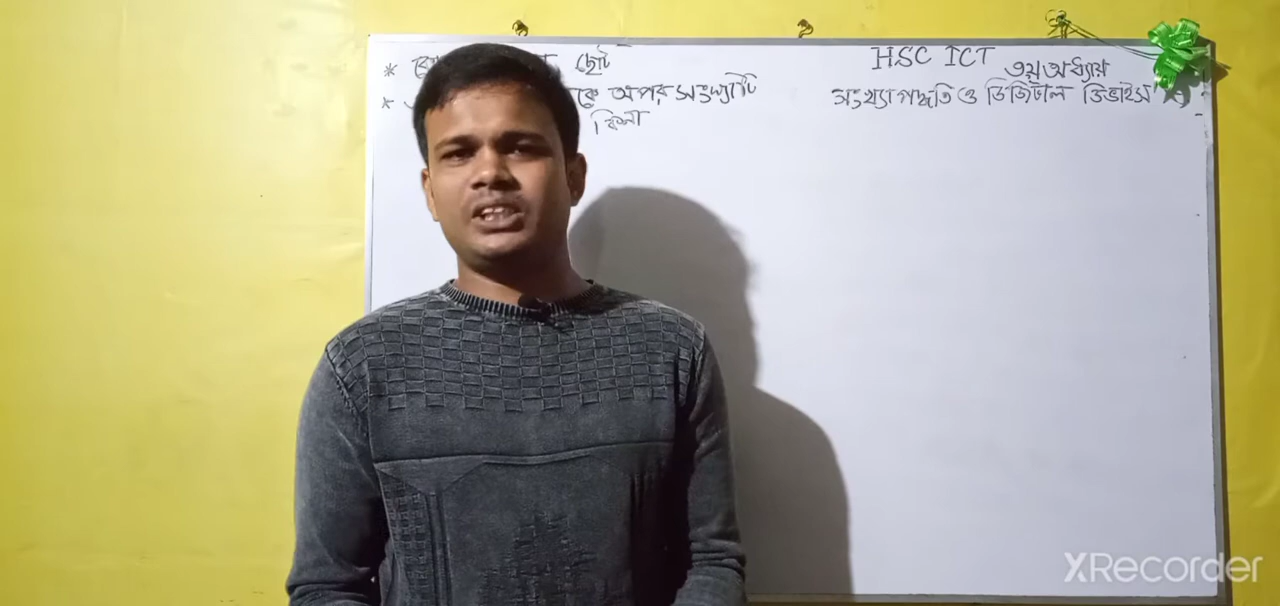 * ছোট
* অপর সংখ্যাটি
কিনা
HSC ICT ৩য় অধ্যায়
সংখ্যাপদ্ধতি ও ডিজিটাল ডিভাইস
XRecorder